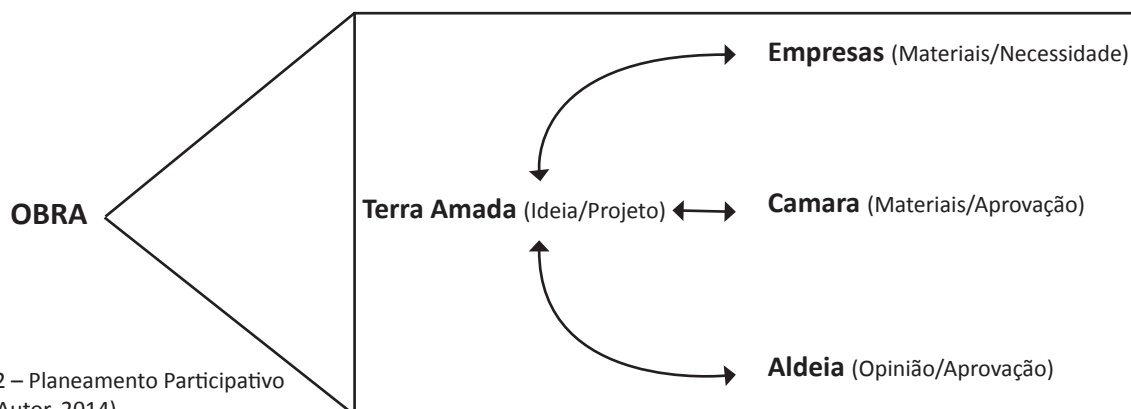 Empresas (Materiais/Necessidade)
OBRA
Terra Amada (Ideia/Projeto)
Camara (Materiais/Aprovação)
Aldeia (Opinião/Aprovação)
2 – Planeamento Participativo
Autor, 2014)